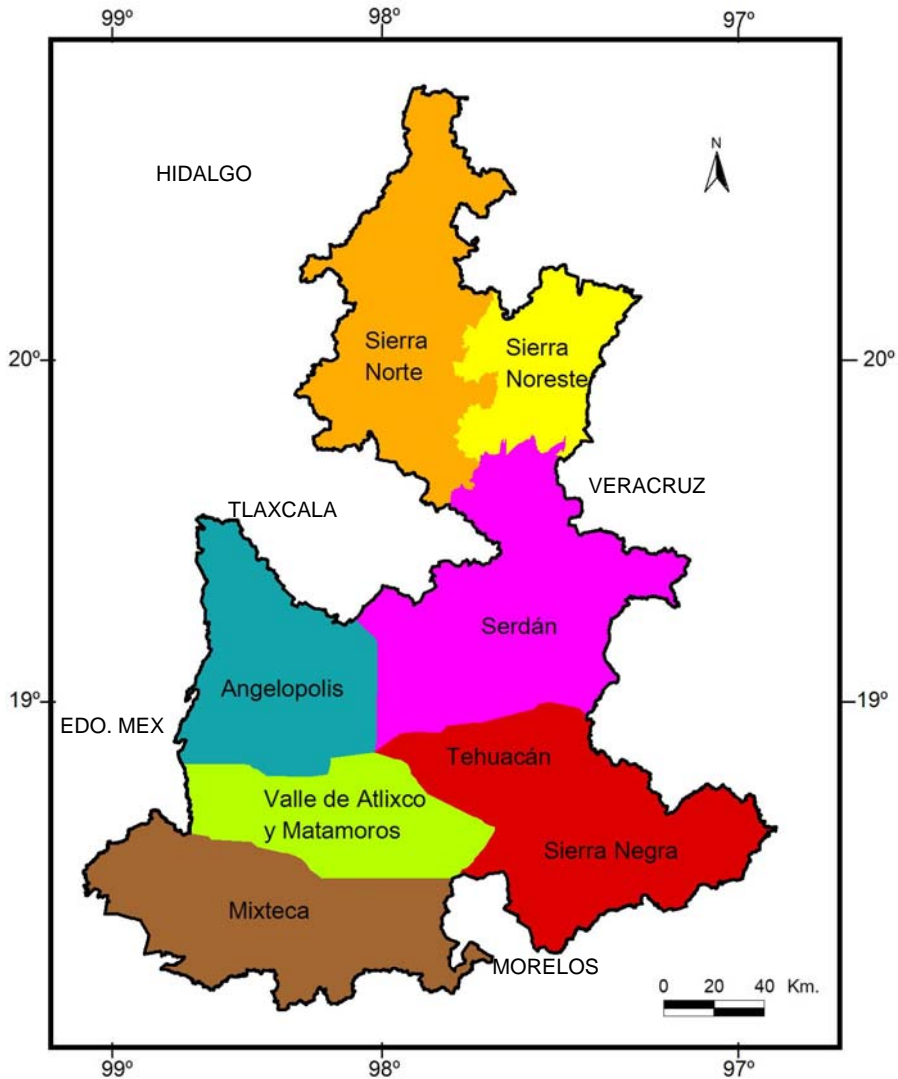 99º 98º 97º
N
HIDALGO
Sierra
Norte
Sierra
Noreste
20º 20º
VERACRUZ
TLAXCALA
Serdán
Angelopolis
19º 19º
EDO. MEX
Tehuacán
Valle de Atlixco
y Matamoros
Sierra Negra
Mixteca
MORELOS
0 20 40 Km.
99º 98º 97º